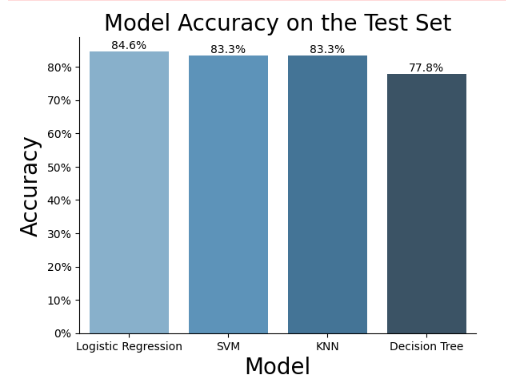 Model Accuracy on the Test Set
84.6%
83.3%
83.3%
77.8%
80%
70%
60%
50%
40%
30%
20%
10%
0%
Accuracy
Logistic Regression
SVM
KNN
Decision Tree
Model